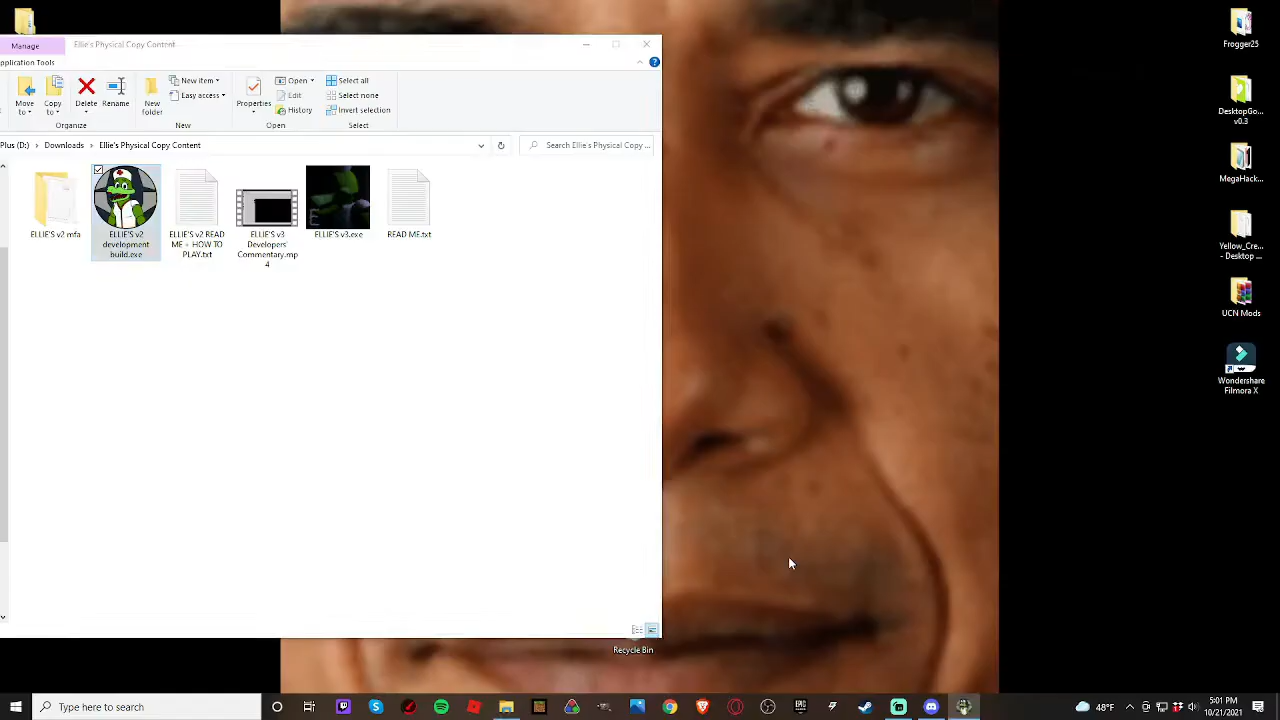 Manage
Ellie's Physical Copy Content
Application Tools
Move to
Copy to
Delete
Rename
New folder
New item
Easy access
Properties
Open
Edit
History
Select all
Select none
Invert selection
Organize
New
Open
Select
Plus (D:) > Downloads > Ellie's Physical Copy Content
Search Ellie's Physical Copy ...
ELLIE'S v2 mfa
ELLIE'S v2 development build.exe
ELLIE'S v2 READ ME + HOW TO PLAY.txt
ELLIE'S v3 Developers' Commentary.mp4
ELLIE'S v3.exe
READ ME.txt
Frogger25
DesktopGo... v0.3
MegaHack...
Yellow_Cre... - Desktop ...
UCN Mods
Wondershare Filmora X
Recycle Bin
Type here to search
48°F
5:01 PM
10/21/2021